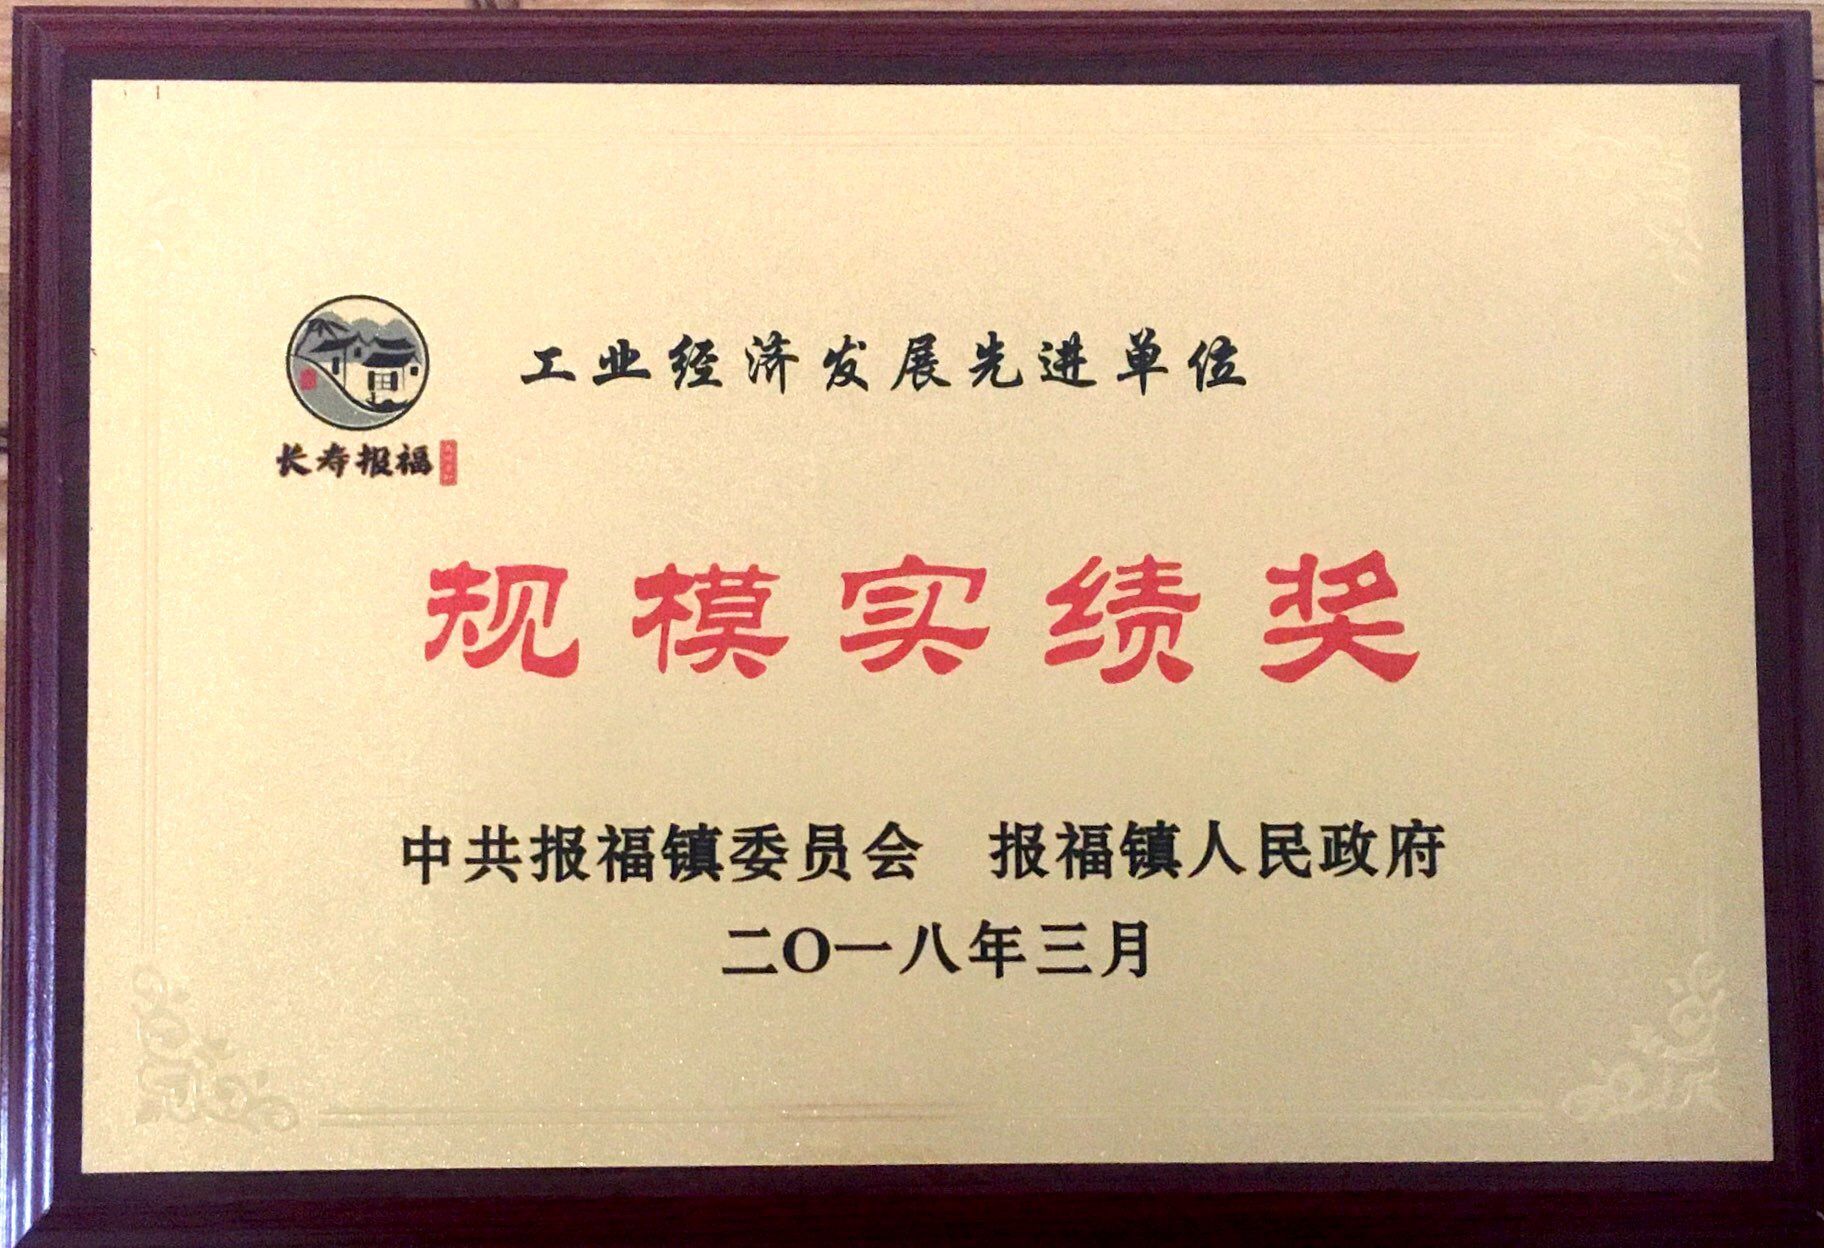 工业经济发展先进单位
长寿报福
规模实绩奖
中共报福镇委员会 报福镇人民政府
二〇一八年三月